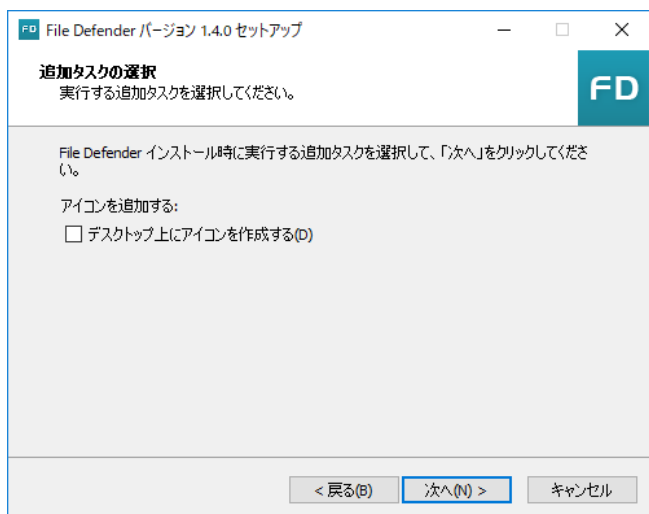 FD File Defender バージョン 1.4.0 セットアップ
追加タスクの選択
実行する追加タスクを選択してください。
FD
File Defender インストール時に実行する追加タスクを選択して、「次へ」をクリックしてくださ
い。
アイコンを追加する:
デスクトップ上にアイコンを作成する(D)
< 戻る(B) 次へ(N) > キャンセル